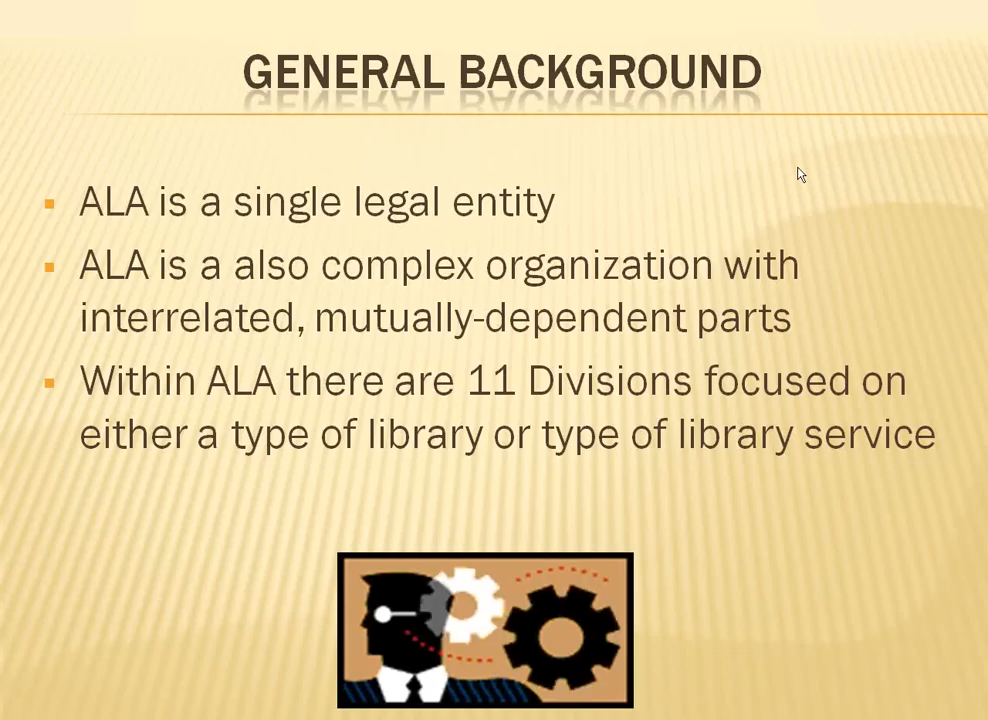 GENERAL BACKGROUND
ALA is a single legal entity
ALA is a also complex organization with
interrelated, mutually-dependent parts
Within ALA there are 11 Divisions focused on
either a type of library or type of library service